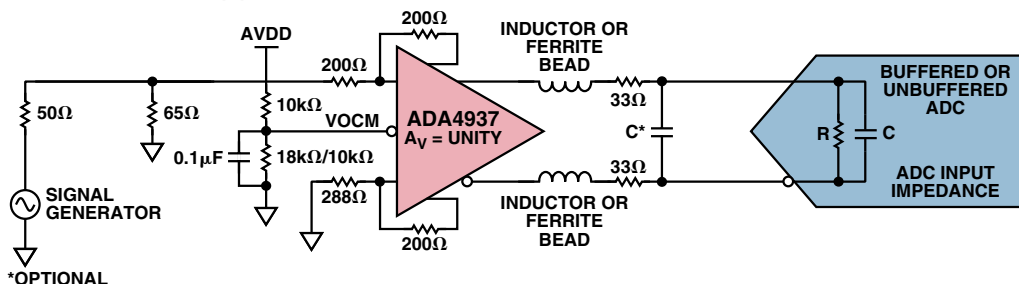 200Ω
INDUCTOR OR
FERRITE
BEAD
AVDD
200Ω
33Ω
BUFFERED OR
UNBUFFERED
ADC
50Ω
65Ω
10kΩ
VOCM
ADA4937
AV = UNITY
C*
R
C
0.1µF
18kΩ/10kΩ
33Ω
ADC INPUT
IMPEDANCE
288Ω
SIGNAL
GENERATOR
INDUCTOR OR
FERRITE
BEAD
200Ω
*OPTIONAL